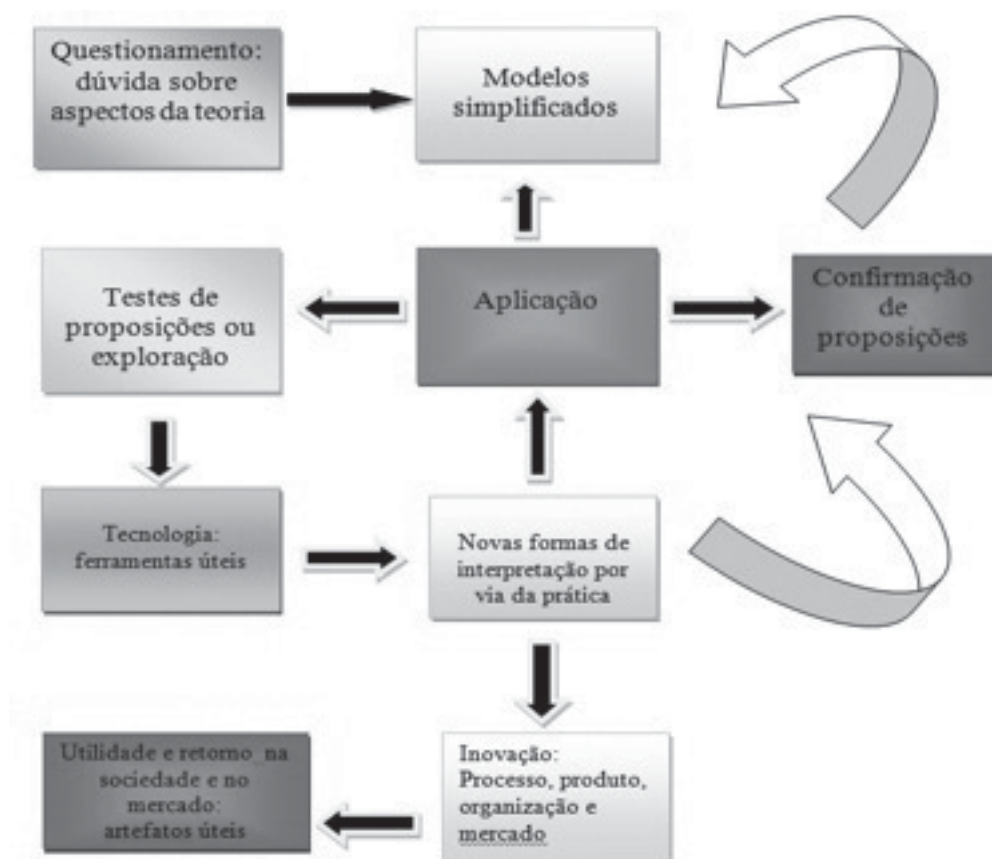 Questionamento:
dúvida sobre
aspectos da teoria
Modelos
simplificados
Testes de
proposições ou
exploração
Aplicação
Confirmação
de
proposições
Tecnologia:
ferramentas úteis
Novas formas de
interpretação por
via da prática
Utilidade e retorno na
sociedade e no
mercado:
artefatos úteis
Inovação:
Processo, produto,
organização e
mercado